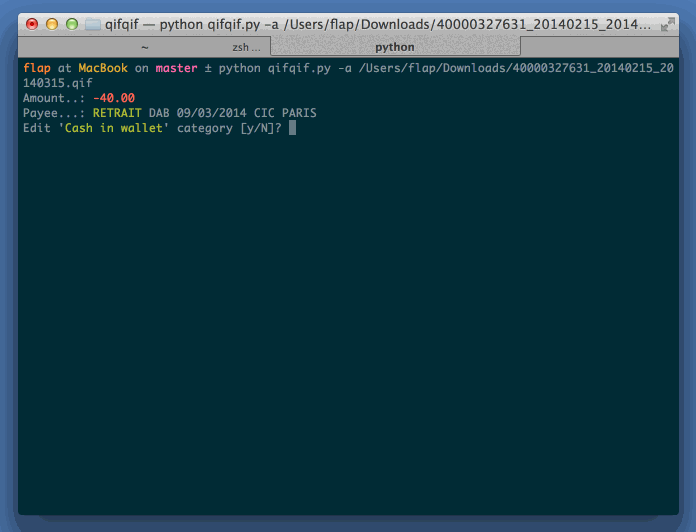 qifqif — python qifqif.py -a /Users/flap/Downloads/40000327631_20140215_2014...
~ zsh ... python
flap at MacBook on master ± python qifqif.py -a /Users/flap/Downloads/40000327631_20140215_20
140315.qif
Amount..: -40.00
Payee...: RETRAIT DAB 09/03/2014 CIC PARIS
Edit 'Cash in wallet' category [y/N]?